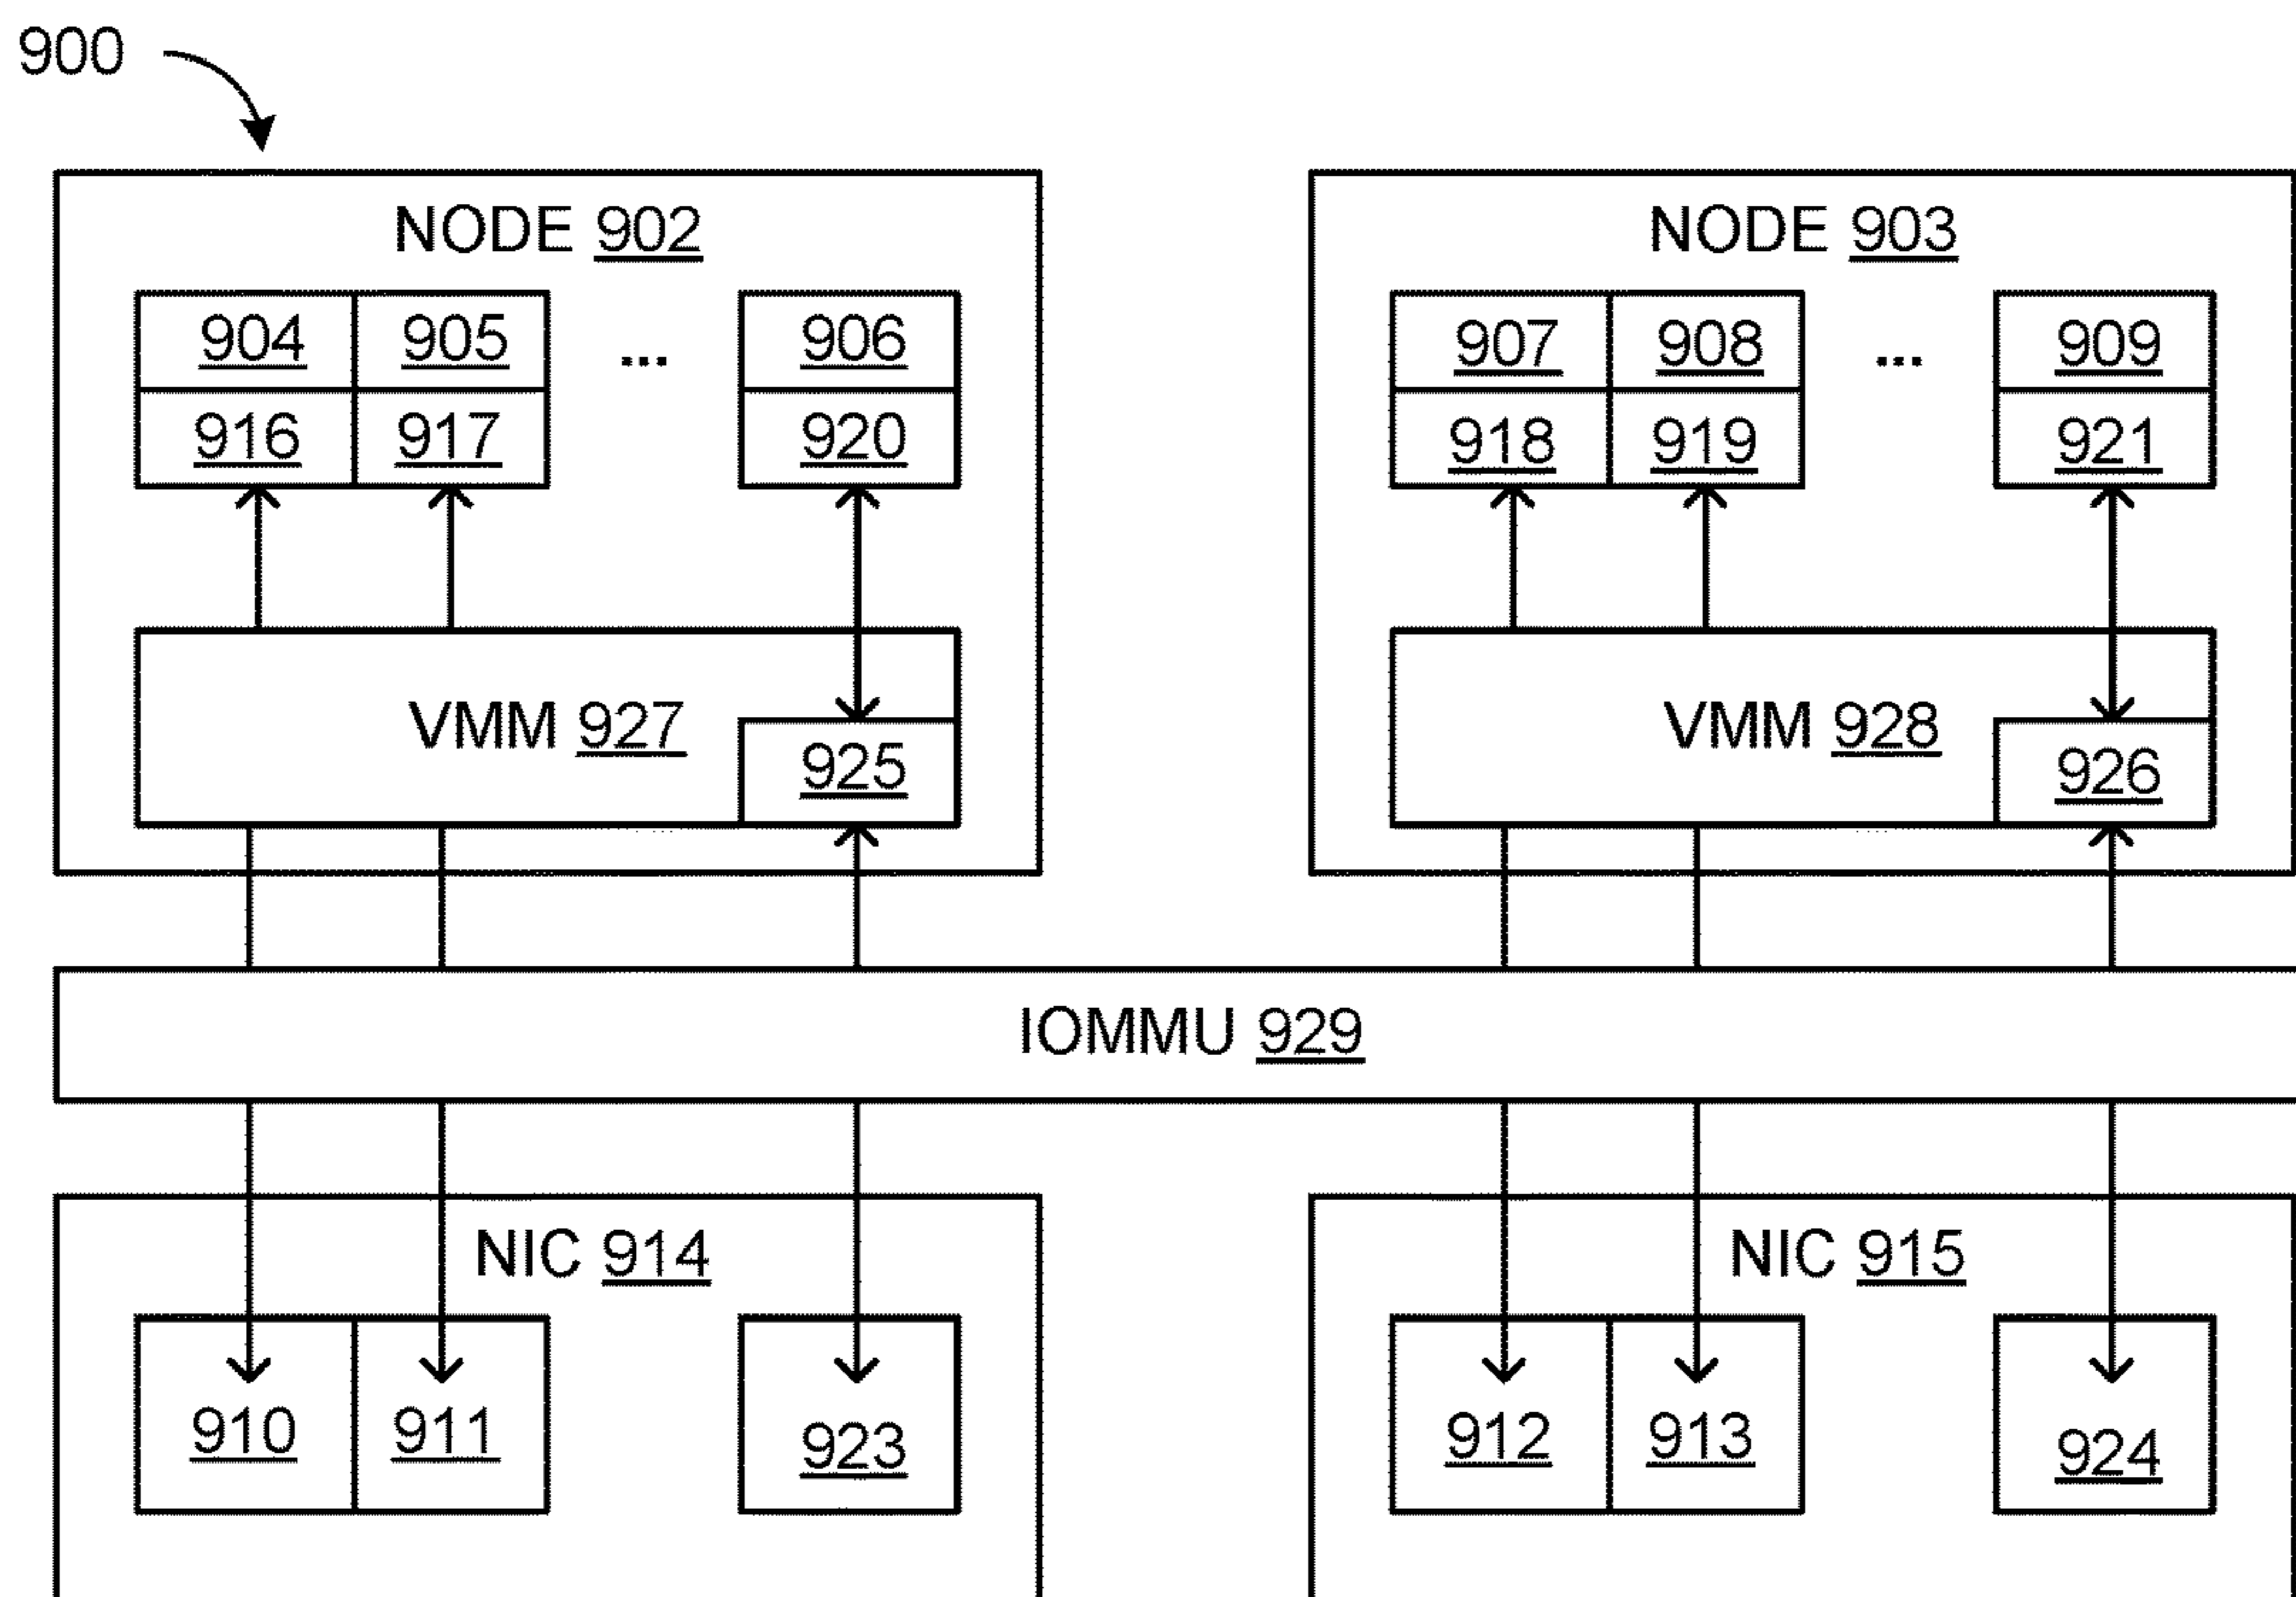 900
NODE 902 NODE 903
904 905 ... 906 907 908 ... 909
916 917 920 918 919 921
VMM 927 VMM 928
925 926
IOMMU 929
NIC 914 NIC 915
910 911 923 912 913 924